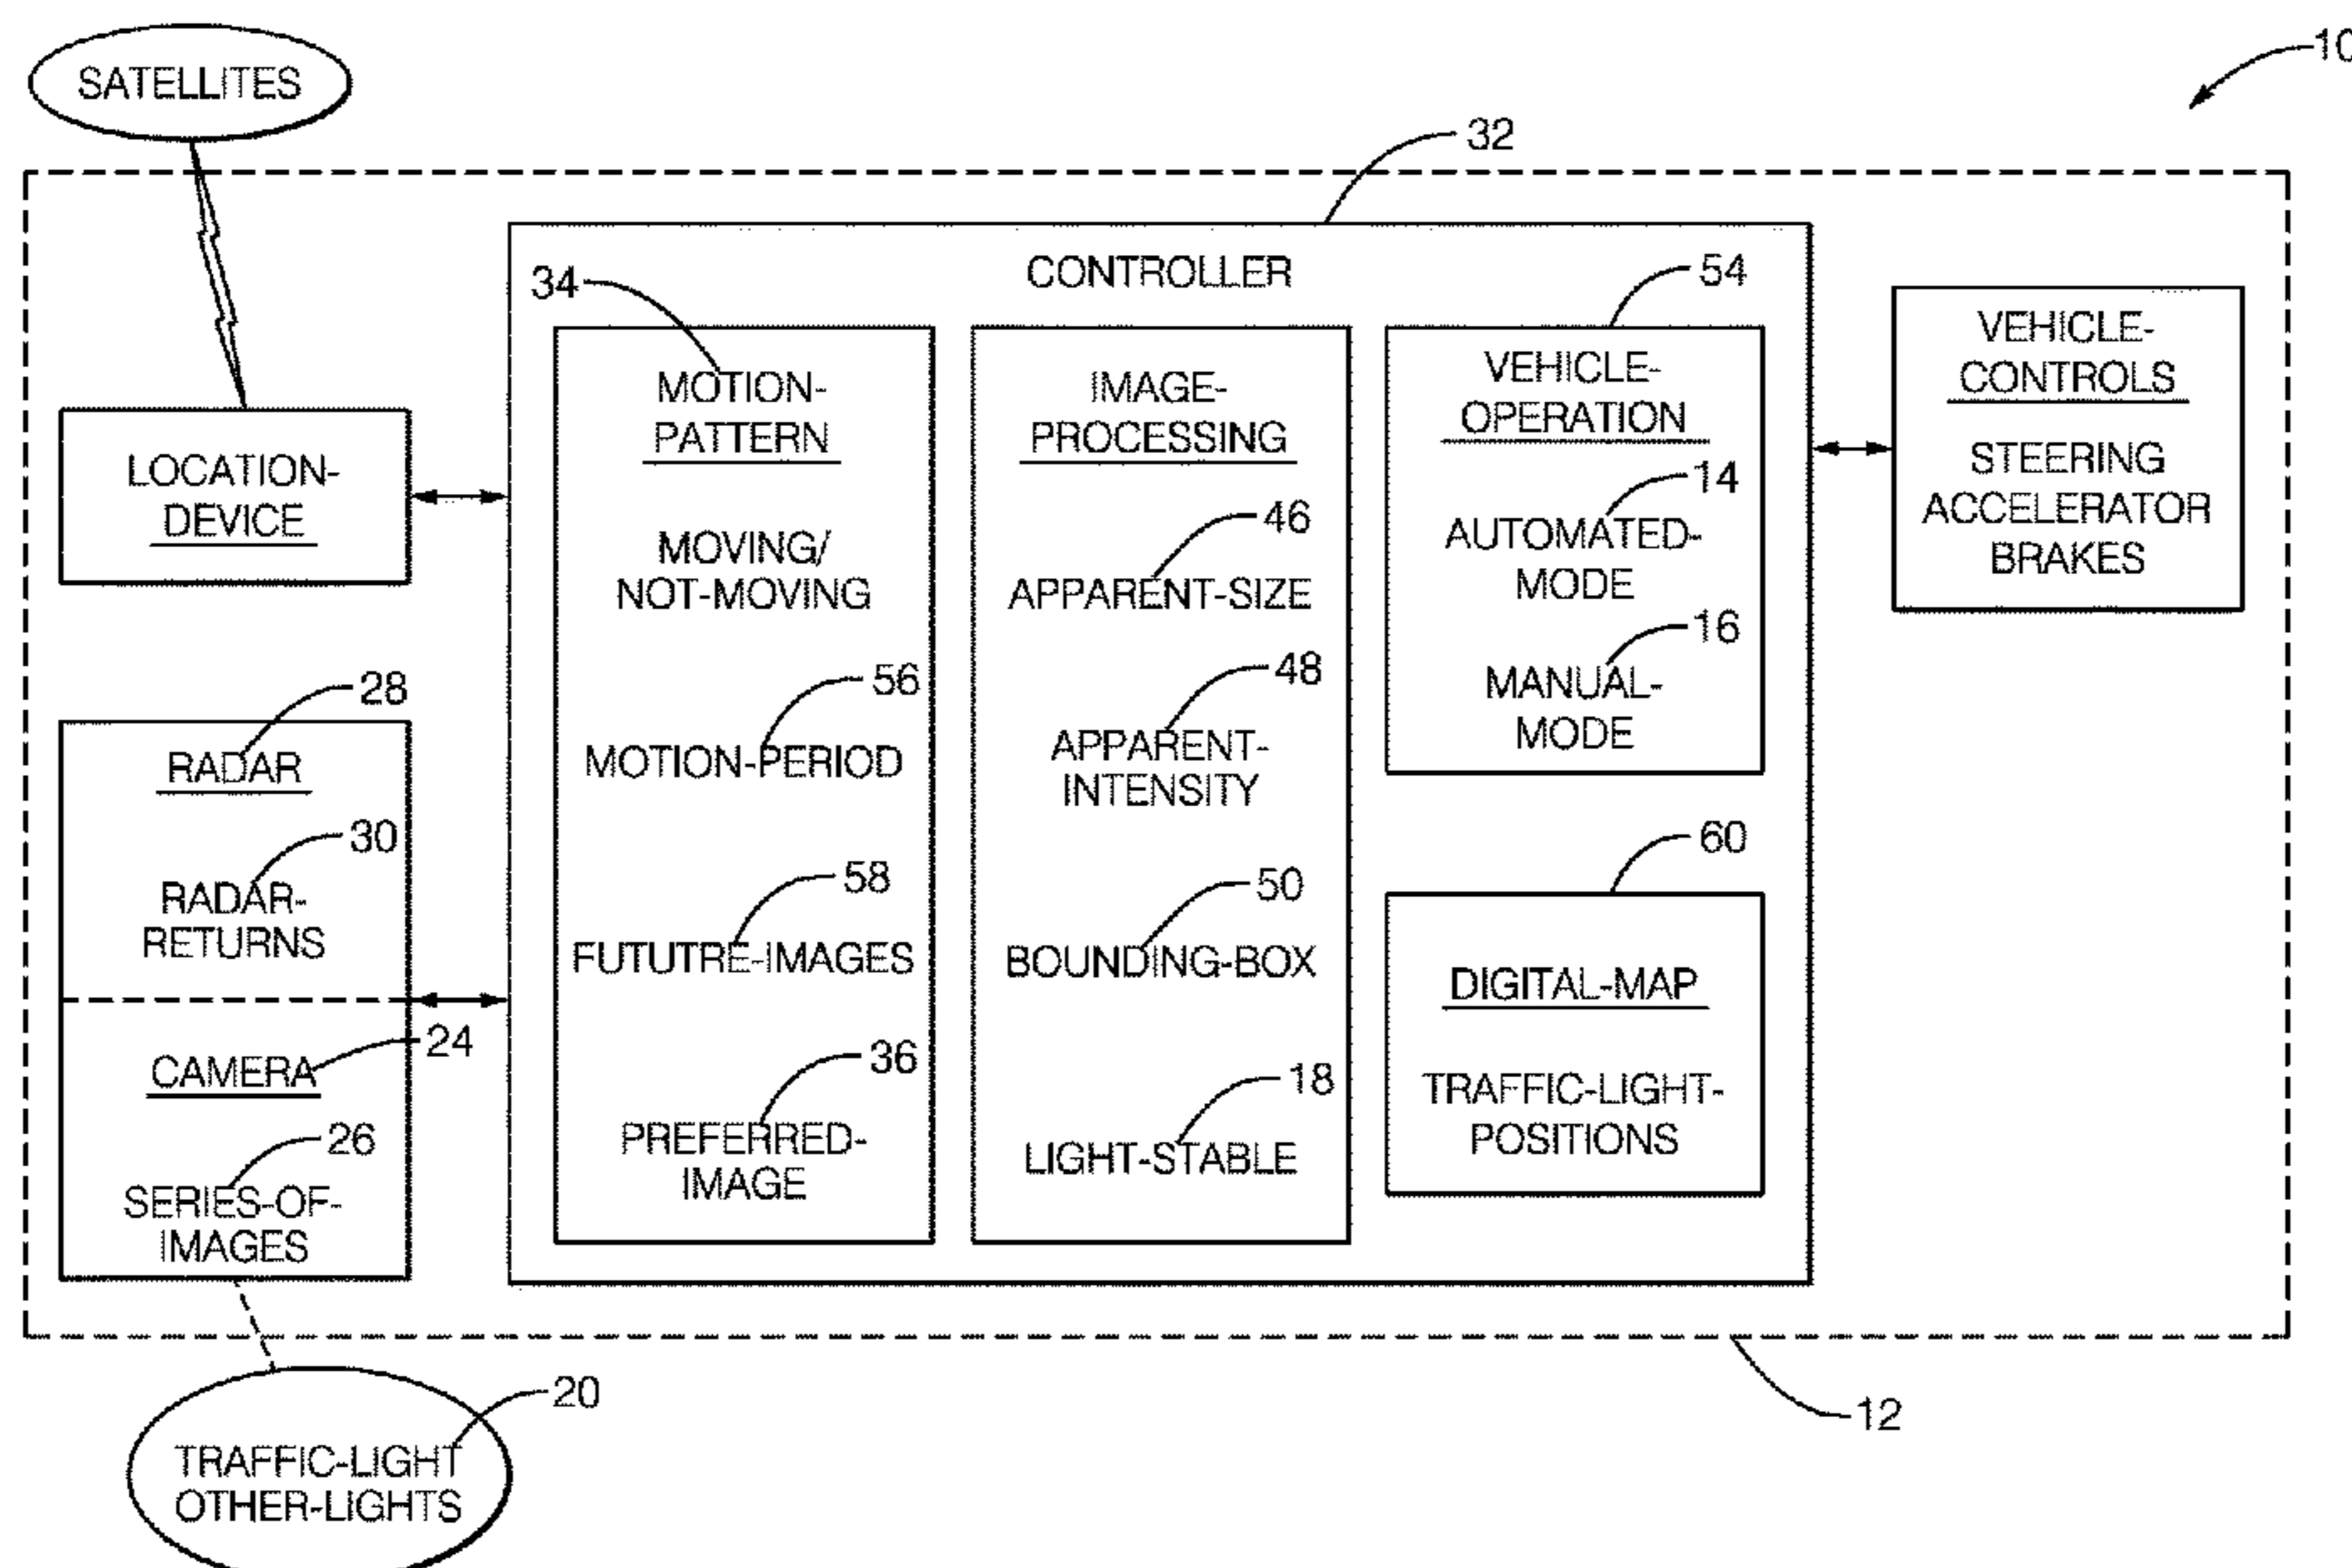 10
SATELLITES
32
CONTROLLER
LOCATION-
DEVICE
34
MOTION-
PATTERN
MOVING/
NOT-MOVING
56
MOTION-PERIOD
58
FUTUTRE-IMAGES
36
PREFERRED-
IMAGE
IMAGE-
PROCESSING
46
APPARENT-SIZE
48
APPARENT-
INTENSITY
50
BOUNDING-BOX
18
LIGHT-STABLE
54
VEHICLE-
OPERATION
14
AUTOMATED-
MODE
16
MANUAL-
MODE
60
DIGITAL-MAP
TRAFFIC-LIGHT-
POSITIONS
VEHICLE-
CONTROLS
STEERING
ACCELERATOR
BRAKES
28
RADAR
30
RADAR-
RETURNS
24
CAMERA
26
SERIES-OF-
IMAGES
20
TRAFFIC-LIGHT
OTHER-LIGHTS
12